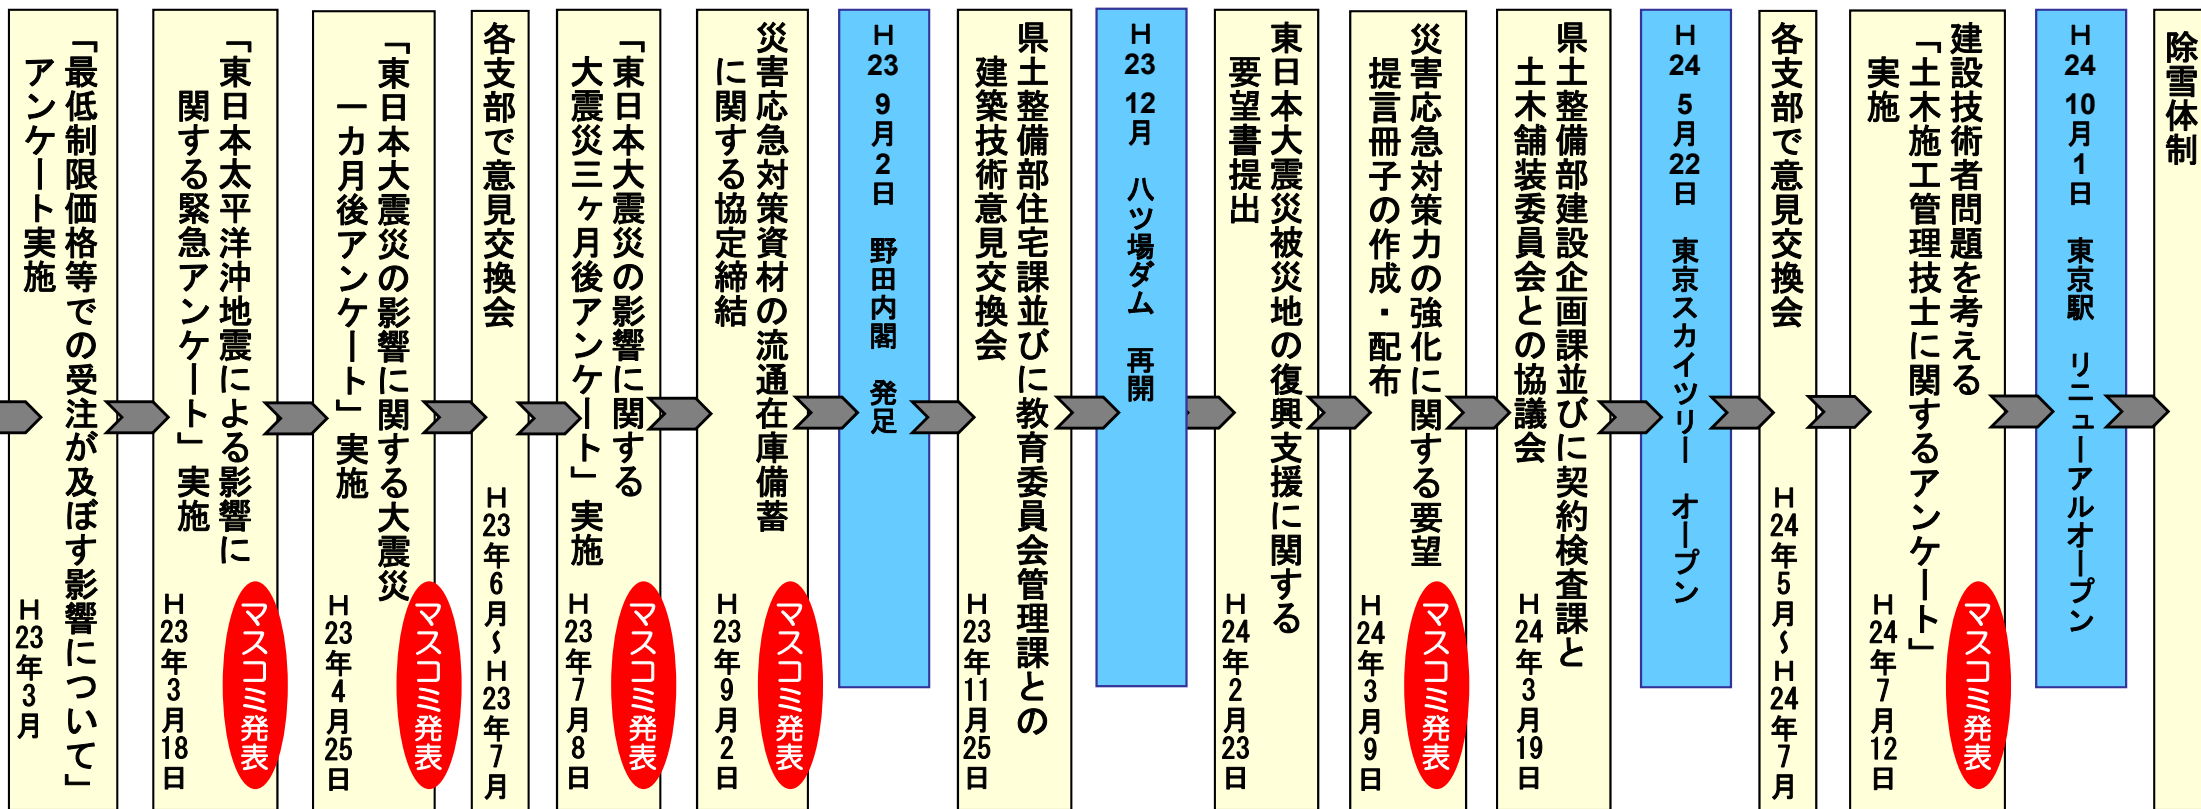 「最低制限価格等での受注が及ぼす影響について」
アンケート実施
H23年3月
「東日本太平洋沖地震による影響に
関する緊急アンケート」実施
H23年3月18日
マスコミ発表
「東日本大震災の影響に関する大震災
一カ月後アンケート」実施
H23年4月25日
マスコミ発表
各支部で意見交換会
H23年6月~H23年7月
「東日本大震災の影響に関する
大震災三ヶ月後アンケート」実施
H23年7月8日
マスコミ発表
災害応急対策資材の流通在庫備蓄
に関する協定締結
H23年9月2日
マスコミ発表
H23 9月2日 野田内閣 発足
県土整備部住宅課並びに教育委員会管理課との
建築技術意見交換会
H23年11月25日
H23 12月 八ツ場ダム 再開
東日本大震災被災地の復興支援に関する
要望書提出
H24年2月23日
災害応急対策力の強化に関する要望
提言冊子の作成・配布
H24年3月9日
マスコミ発表
県土整備部建設企画課並びに契約検査課と
土木舗装委員会との協議会
H24年3月19日
H24 5月22日 東京スカイツリー オープン
各支部で意見交換会
H24年5月~H24年7月
建設技術者問題を考える
「土木施工管理技士に関するアンケート」
実施
H24年7月12日
マスコミ発表
H24 10月1日 東京駅 リニューアルオープン
除雪体制